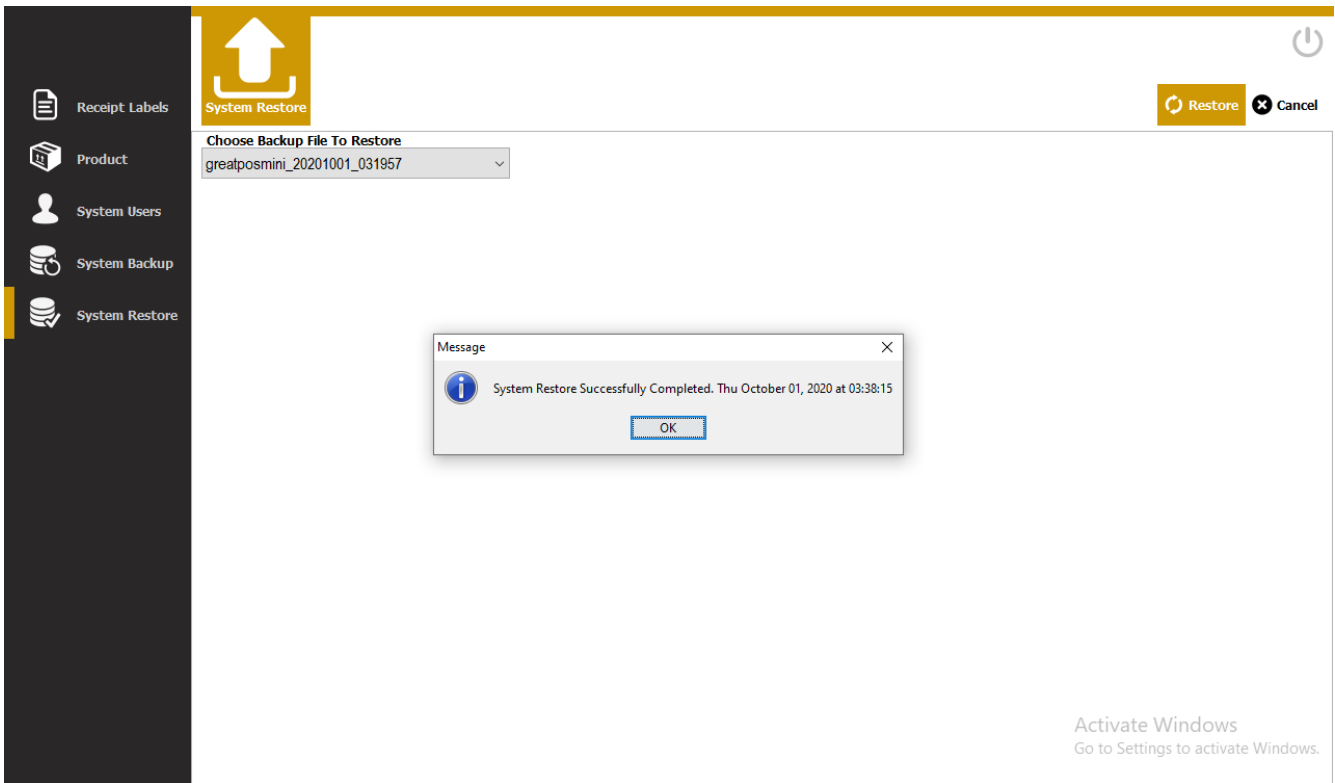 Receipt Labels
Product
System Users
System Backup
System Restore
System Restore
Restore
Cancel
Choose Backup File To Restore
greatposmini_20201001_031957
Message
System Restore Successfully Completed. Thu October 01, 2020 at 03:38:15
OK
Activate Windows
Go to Settings to activate Windows.